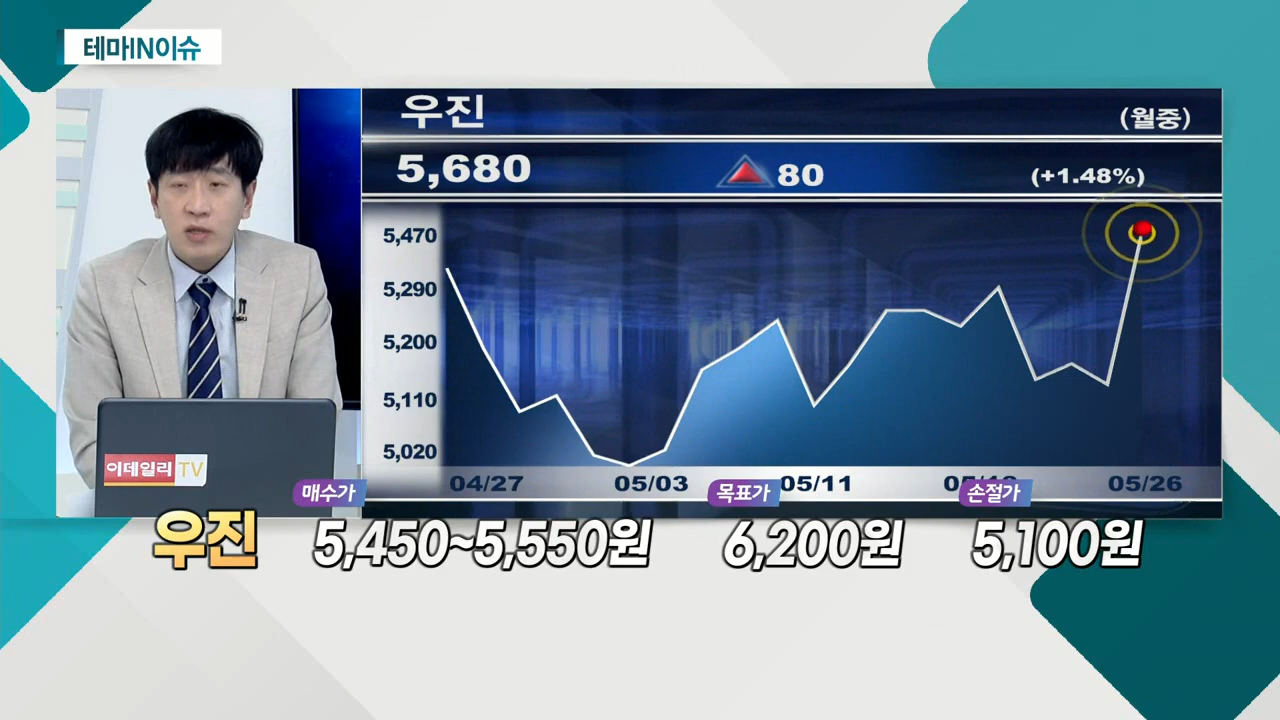 테마IN이슈
우진
(월중)
5,680
80
(+1.48%)
5,470
5,290
5,200
5,110
5,020
04/27
05/03
05/11
05/26
이데일리TV
매수가
목표가
손절가
우진
5,450~5,550원
6,200원
5,100원